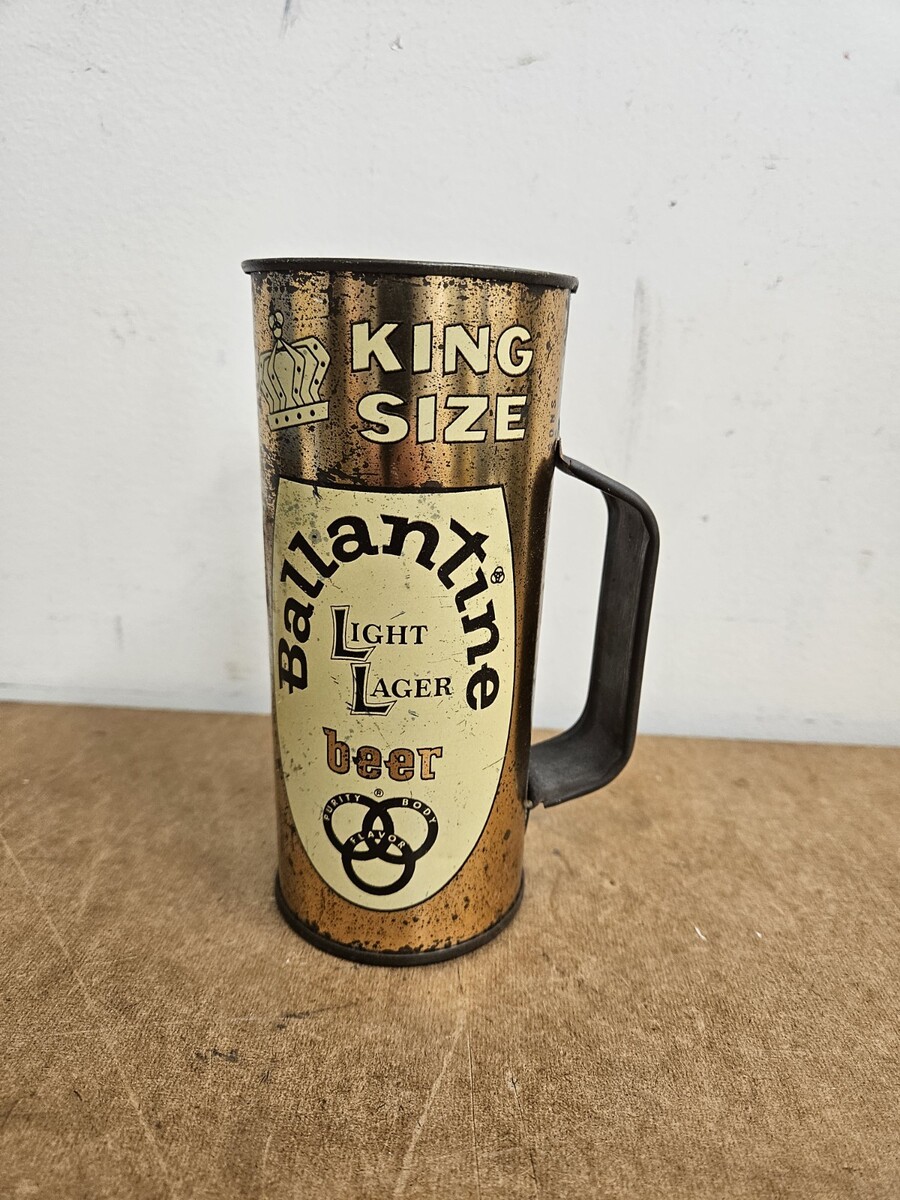 KING
SIZE
Ballantine
LIGHT
LAGER
beer
®
PURITY BODY
FLAVOR